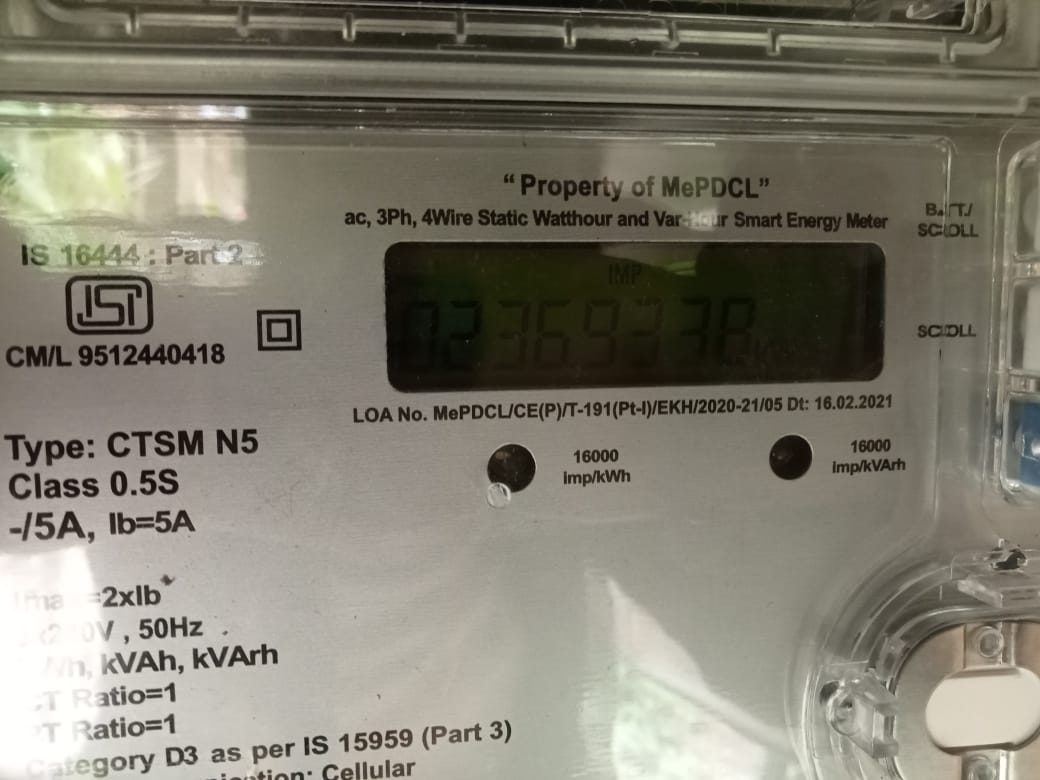 “ Property of MePDCL”
ac, 3Ph, 4Wire Static Watthour and Var- Smart Energy Meter
SCROLL
IS 16444 : Part 2
ISI
CM/L 9512440418
IMP
SCROLL
LOA No. MePDCL/CE(P)/T-191(Pt-I)/EKH/2020-21/05 Dt: 16.02.2021
Type: CTSM N5
Class 0.5S
-/5A, Ib=5A
16000
imp/kWh
16000
imp/kVArh
=2xIb
V , 50Hz
kVAh, kVArh
Ratio=1
Ratio=1
Category D3 as per IS 15959 (Part 3)
Cellular